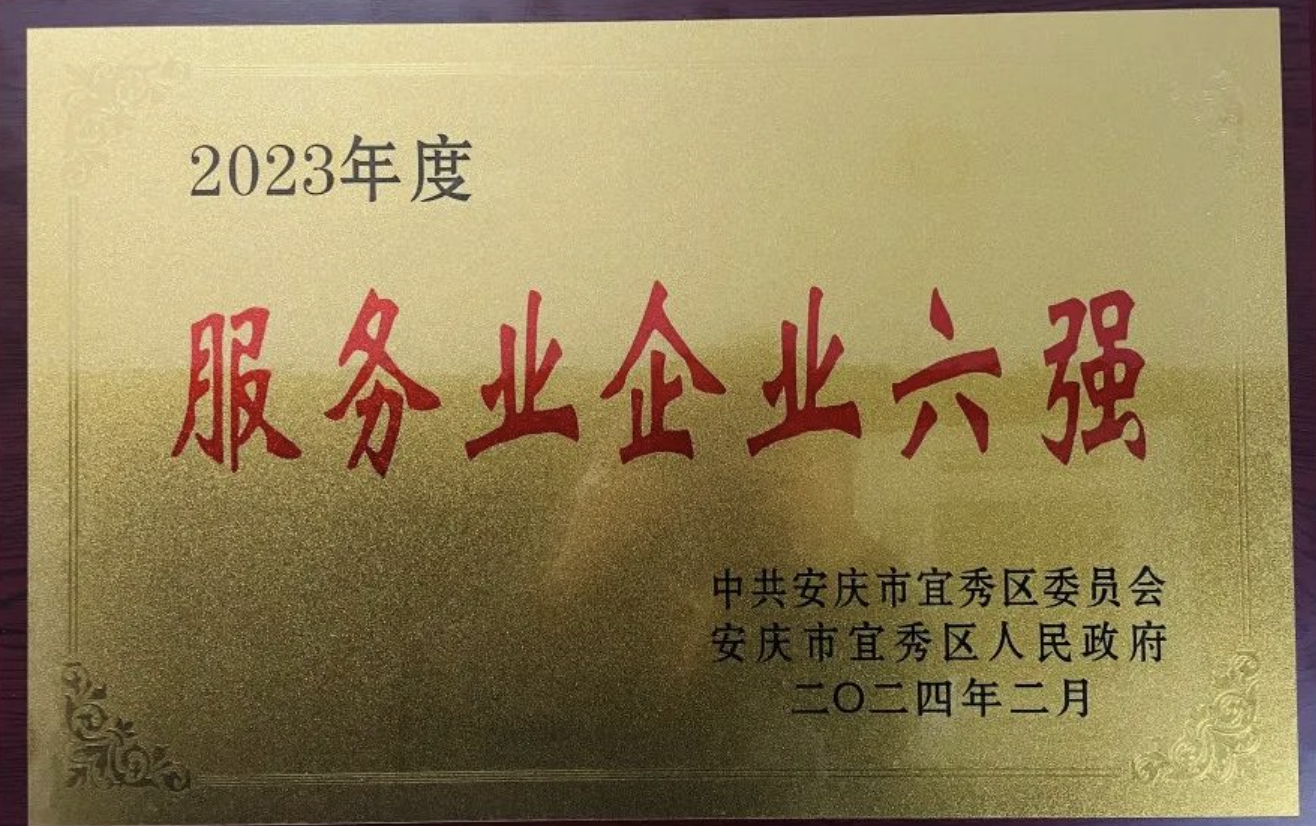 2023年度
服务业企业六强
中共安庆市宜秀区委员会
安庆市宜秀区人民政府
二〇二四年二月